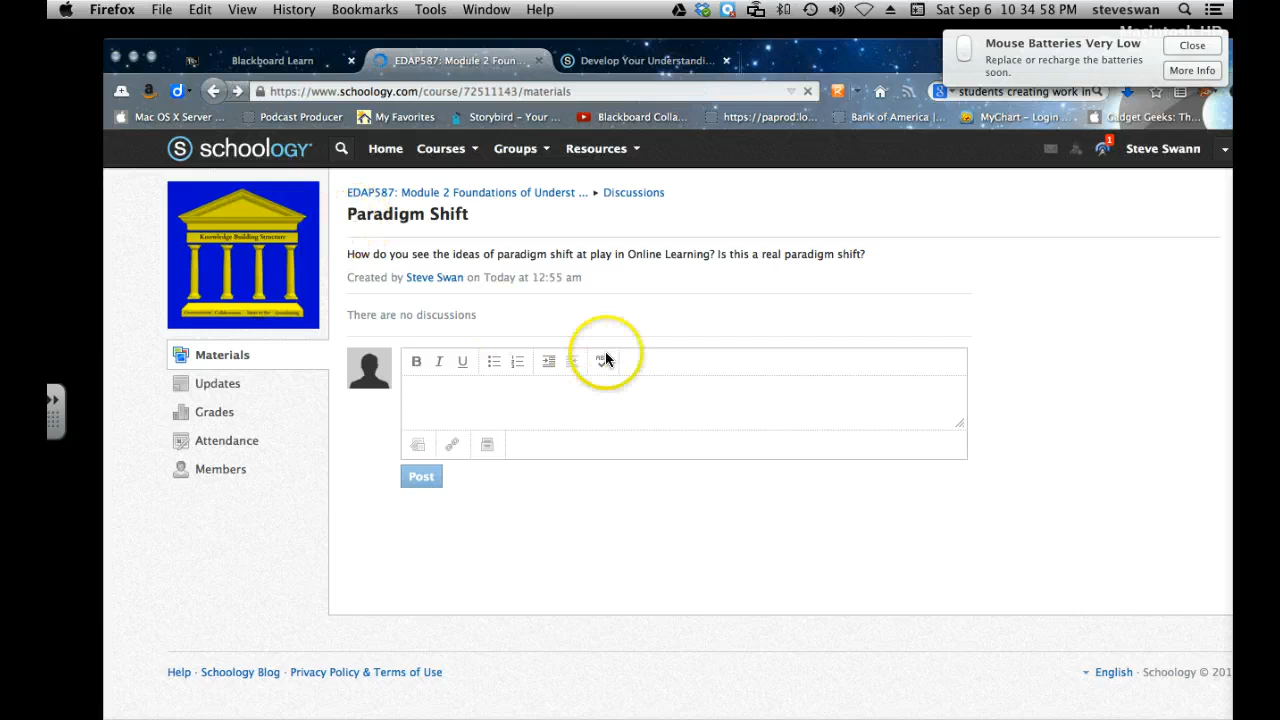 Firefox File Edit View History Bookmarks Tools Window Help Sat Sep 6 10:34:58 PM steveswan
Macintosh HD
Mouse Batteries Very Low
Replace or recharge the batteries soon.
Close
More Info
Blackboard Learn
EDAP587: Module 2 Foun...
Develop Your Understandi...
https://www.schoology.com/course/72511143/materials
students creating work in
Mac OS X Server ...
Podcast Producer
My Favorites
Storybird – Your ...
Blackboard Colla...
https://paprod.lo...
Bank of America |...
MyChart – Login ...
Gadget Geeks: Th...
schoology
Home Courses Groups Resources
1
Steve Swann
Knowledge Building Structure
EDAP587: Module 2 Foundations of Underst ... ▸ Discussions
Paradigm Shift
How do you see the ideas of paradigm shift at play in Online Learning? Is this a real paradigm shift?
Created by Steve Swan on Today at 12:55 am
There are no discussions
B I U
Post
Materials
Updates
Grades
Attendance
Members
Help · Schoology Blog · Privacy Policy & Terms of Use
English · Schoology © 201